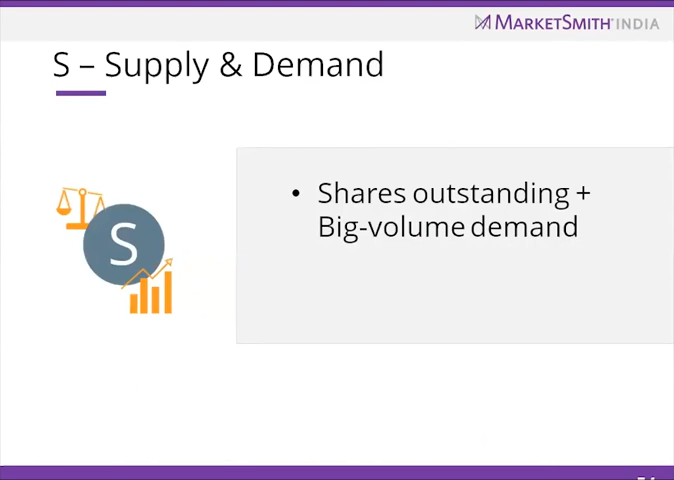 MARKETSMITH INDIA
S – Supply & Demand
S
• Shares outstanding +
Big-volume demand